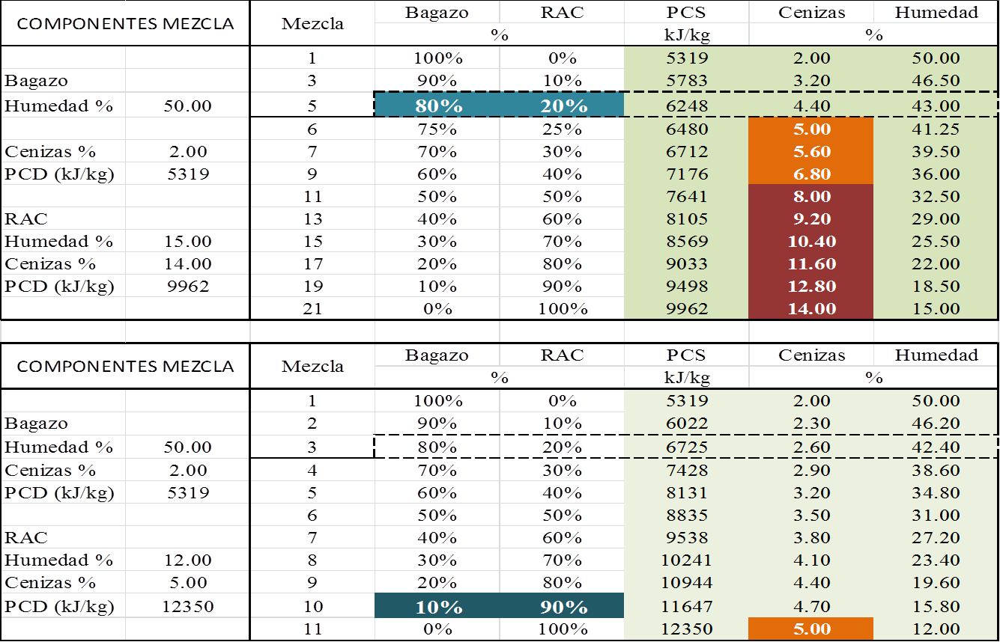 COMPONENTES MEZCLA Mezcla Bagazo RAC PCS Cenizas Humedad
% kJ/kg %
1 100% 0% 5319 2.00 50.00
Bagazo 3 90% 10% 5783 3.20 46.50
Humedad % 50.00 5 80% 20% 6248 4.40 43.00
6 75% 25% 6480 5.00 41.25
Cenizas % 2.00 7 70% 30% 6712 5.60 39.50
PCD (kJ/kg) 5319 9 60% 40% 7176 6.80 36.00
11 50% 50% 7641 8.00 32.50
RAC 13 40% 60% 8105 9.20 29.00
Humedad % 15.00 15 30% 70% 8569 10.40 25.50
Cenizas % 14.00 17 20% 80% 9033 11.60 22.00
PCD (kJ/kg) 9962 19 10% 90% 9498 12.80 18.50
21 0% 100% 9962 14.00 15.00
COMPONENTES MEZCLA Mezcla Bagazo RAC PCS Cenizas Humedad
% kJ/kg %
1 100% 0% 5319 2.00 50.00
Bagazo 2 90% 10% 6022 2.30 46.20
Humedad % 50.00 3 80% 20% 6725 2.60 42.40
Cenizas % 2.00 4 70% 30% 7428 2.90 38.60
PCD (kJ/kg) 5319 5 60% 40% 8131 3.20 34.80
6 50% 50% 8835 3.50 31.00
RAC 7 40% 60% 9538 3.80 27.20
Humedad % 12.00 8 30% 70% 10241 4.10 23.40
Cenizas % 5.00 9 20% 80% 10944 4.40 19.60
PCD (kJ/kg) 12350 10 10% 90% 11647 4.70 15.80
11 0% 100% 12350 5.00 12.00